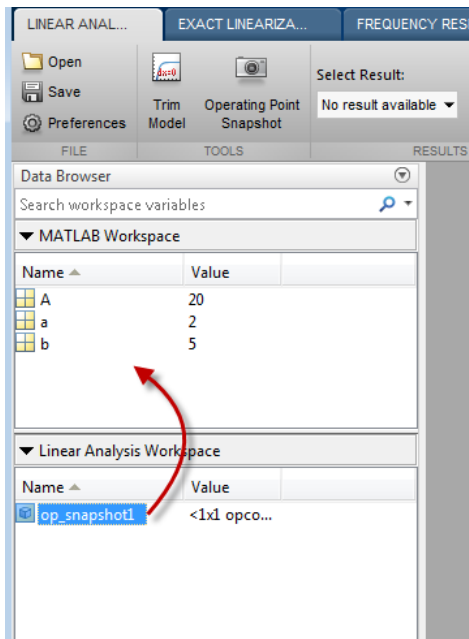 LINEAR ANAL... EXACT LINEARIZA... FREQUENCY RES
Open
Save
Preferences
Trim Model
Operating Point Snapshot
Select Result:
No result available
FILE TOOLS RESULTS
Data Browser
Search workspace variables
MATLAB Workspace
Name Value
A 20
a 2
b 5
Linear Analysis Workspace
Name Value
op_snapshot1 <1x1 opco...